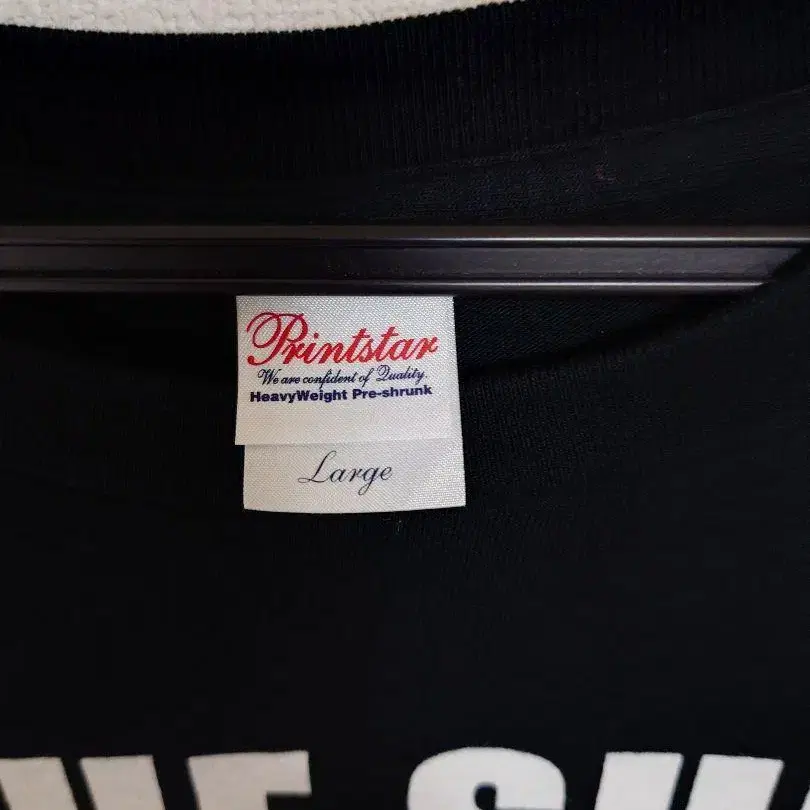 Printstar
We are confident of Quality.
HeavyWeight Pre-shrunk
Large